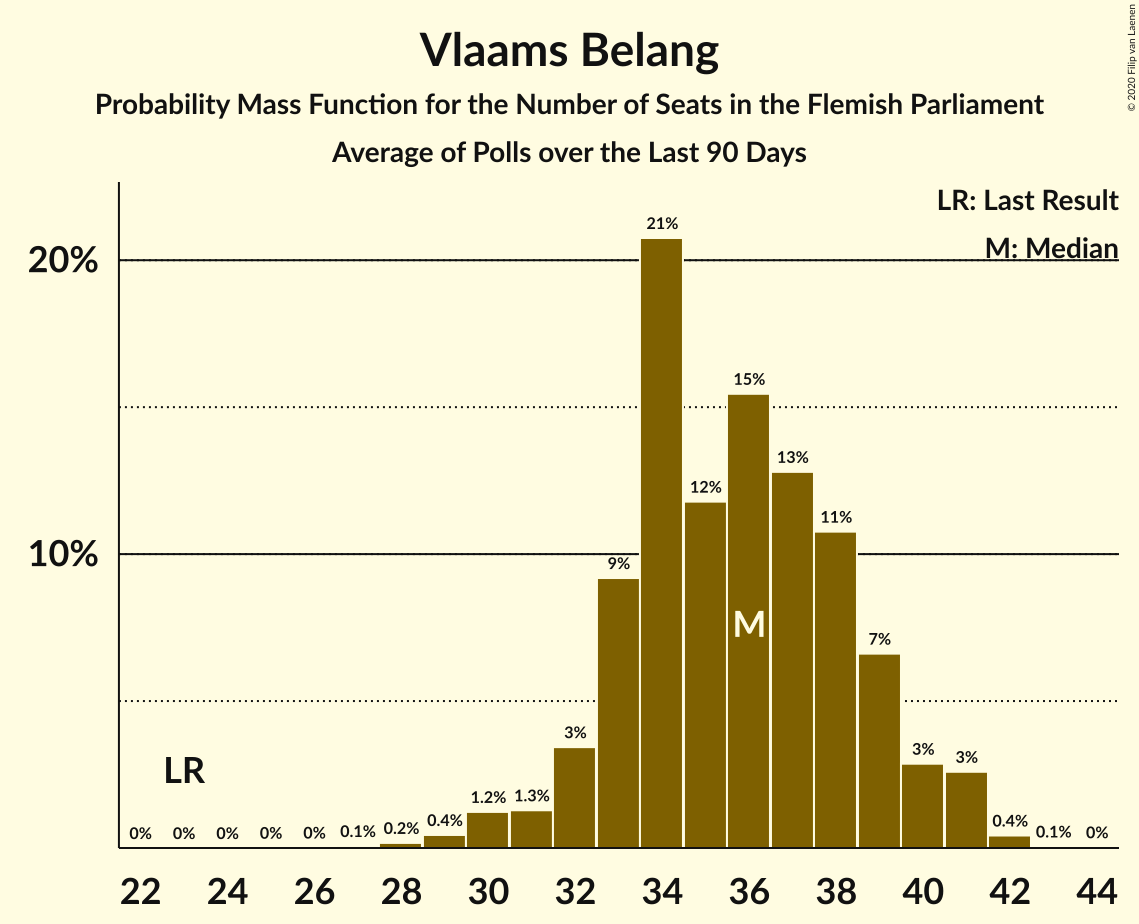 Vlaams Belang
Probability Mass Function for the Number of Seats in the Flemish Parliament
Average of Polls over the Last 90 Days
© 2020 Filip van Laenen
LR: Last Result
M: Median
20%
10%
21%
15%
13%
12%
11%
9%
M
7%
3%
3%
3%
LR
1.2%
1.3%
0.4%
0.4%
0%
0%
0%
0%
0%
0.1%
0.2%
0.1%
0%
22 24 26 28 30 32 34 36 38 40 42 44